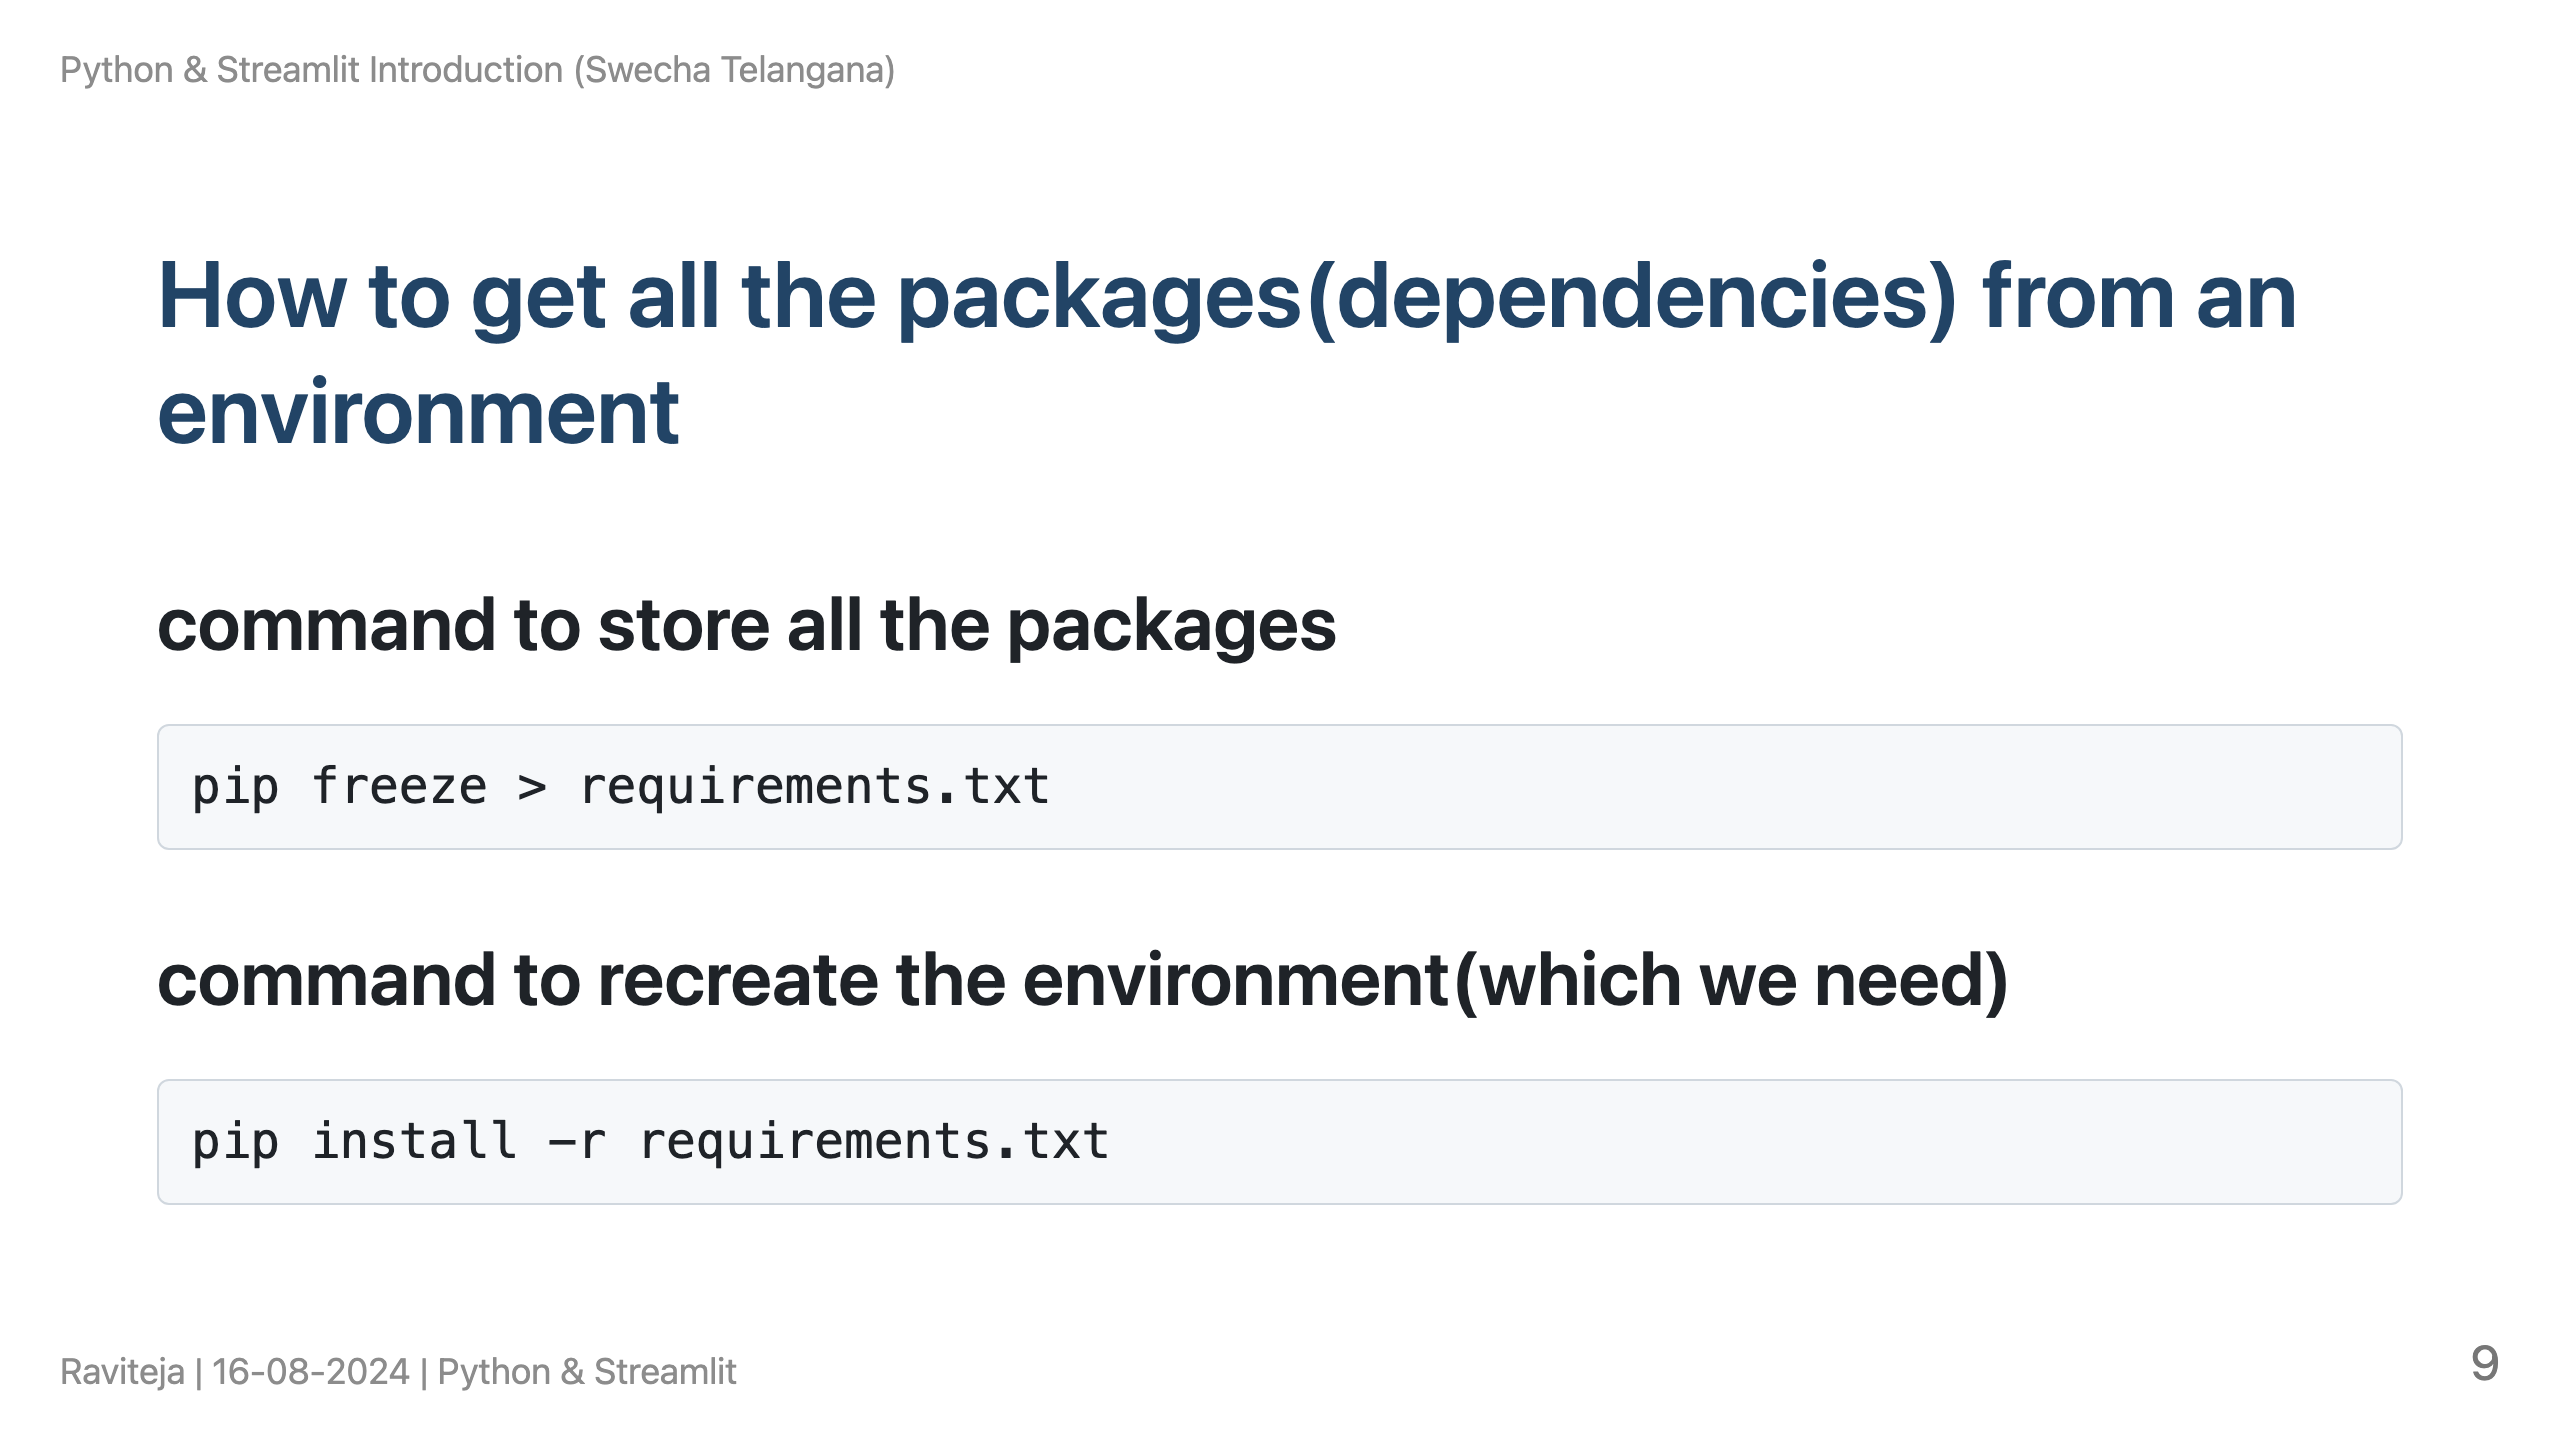 Python & Streamlit Introduction (Swecha Telangana)
How to get all the packages(dependencies) from an
environment
command to store all the packages
pip freeze > requirements.txt
command to recreate the environment(which we need)
pip install -r requirements.txt
Raviteja | 16-08-2024 | Python & Streamlit
9